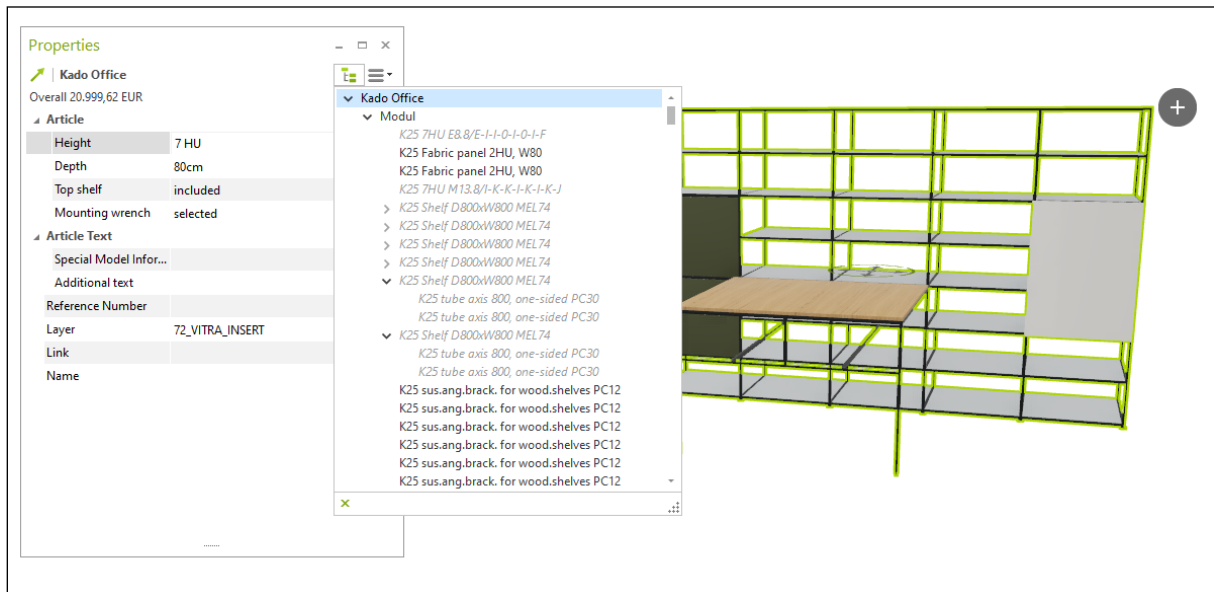 Properties
Kado Office
Overall 20.999,62 EUR
Article
Height 7 HU
Depth 80cm
Top shelf included
Mounting wrench selected
Article Text
Special Model Infor...
Additional text
Reference Number
Layer 72_VITRA_INSERT
Link
Name
Kado Office
Modul
K25 7HU E8.8/E-I-I-0-I-0-I-F
K25 Fabric panel 2HU, W80
K25 Fabric panel 2HU, W80
K25 7HU M13.8/I-K-K-I-K-I-K-J
K25 Shelf D800xW800 MEL74
K25 Shelf D800xW800 MEL74
K25 Shelf D800xW800 MEL74
K25 Shelf D800xW800 MEL74
K25 Shelf D800xW800 MEL74
K25 tube axis 800, one-sided PC30
K25 tube axis 800, one-sided PC30
K25 Shelf D800xW800 MEL74
K25 tube axis 800, one-sided PC30
K25 tube axis 800, one-sided PC30
K25 sus.ang.brack. for wood.shelves PC12
K25 sus.ang.brack. for wood.shelves PC12
K25 sus.ang.brack. for wood.shelves PC12
K25 sus.ang.brack. for wood.shelves PC12
K25 sus.ang.brack. for wood.shelves PC12
K25 sus.ang.brack. for wood.shelves PC12